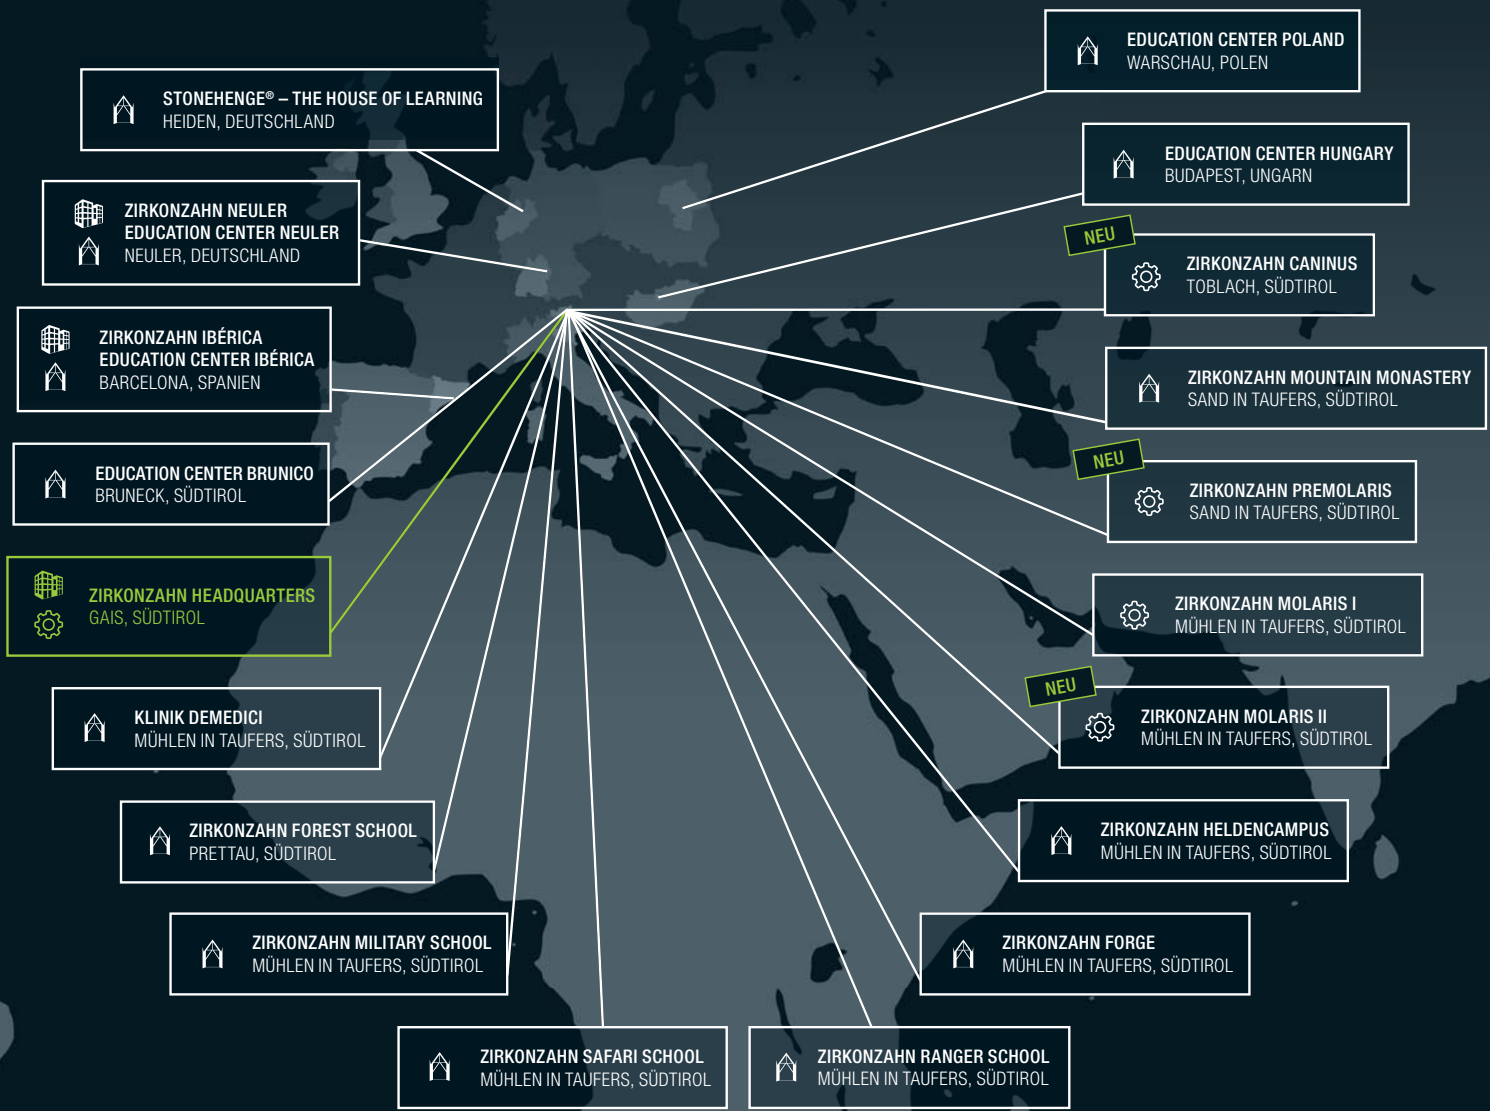 STONEHENGE® – THE HOUSE OF LEARNING
HEIDEN, DEUTSCHLAND
ZIRKONZAHN NEULER
EDUCATION CENTER NEULER
NEULER, DEUTSCHLAND
ZIRKONZAHN IBÉRICA
EDUCATION CENTER IBÉRICA
BARCELONA, SPANIEN
EDUCATION CENTER BRUNICO
BRUNECK, SÜDTIROL
ZIRKONZAHN HEADQUARTERS
GAIS, SÜDTIROL
KLINIK DEMEDICI
MÜHLEN IN TAUFERS, SÜDTIROL
ZIRKONZAHN FOREST SCHOOL
PRETTAU, SÜDTIROL
ZIRKONZAHN MILITARY SCHOOL
MÜHLEN IN TAUFERS, SÜDTIROL
ZIRKONZAHN SAFARI SCHOOL
MÜHLEN IN TAUFERS, SÜDTIROL
EDUCATION CENTER POLAND
WARSCHAU, POLEN
EDUCATION CENTER HUNGARY
BUDAPEST, UNGARN
NEU
ZIRKONZAHN CANINUS
TOBLACH, SÜDTIROL
ZIRKONZAHN MOUNTAIN MONASTERY
SAND IN TAUFERS, SÜDTIROL
NEU
ZIRKONZAHN PREMOLARIS
SAND IN TAUFERS, SÜDTIROL
ZIRKONZAHN MOLARIS I
MÜHLEN IN TAUFERS, SÜDTIROL
NEU
ZIRKONZAHN MOLARIS II
MÜHLEN IN TAUFERS, SÜDTIROL
ZIRKONZAHN HELDENCAMPUS
MÜHLEN IN TAUFERS, SÜDTIROL
ZIRKONZAHN FORGE
MÜHLEN IN TAUFERS, SÜDTIROL
ZIRKONZAHN RANGER SCHOOL
MÜHLEN IN TAUFERS, SÜDTIROL